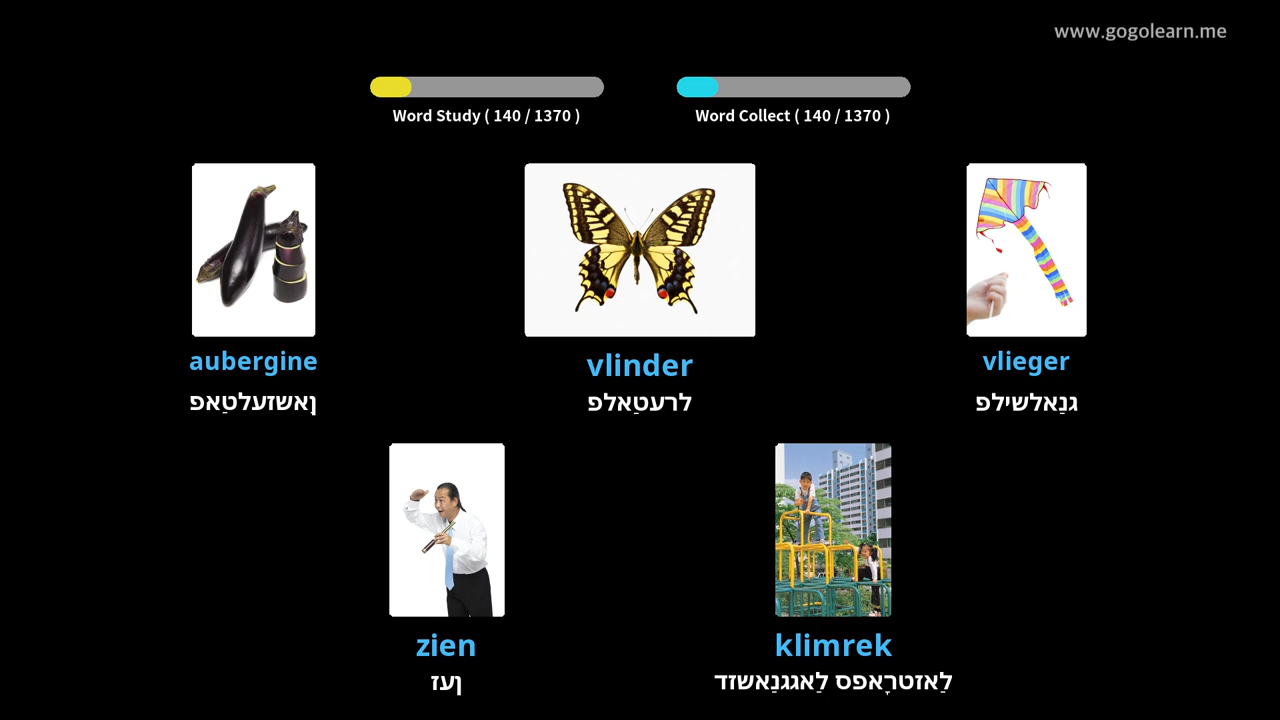 www.gogolearn.me
Word Study ( 140 / 1370 )
Word Collect ( 140 / 1370 )
aubergine
vlinder
vlieger
ןָאשזעלטַאפ
לרעטַאלפ
גנַאלשילפ
zien
klimrek
ןעז
לַאזטרָאפס לַאגגנַאשזד